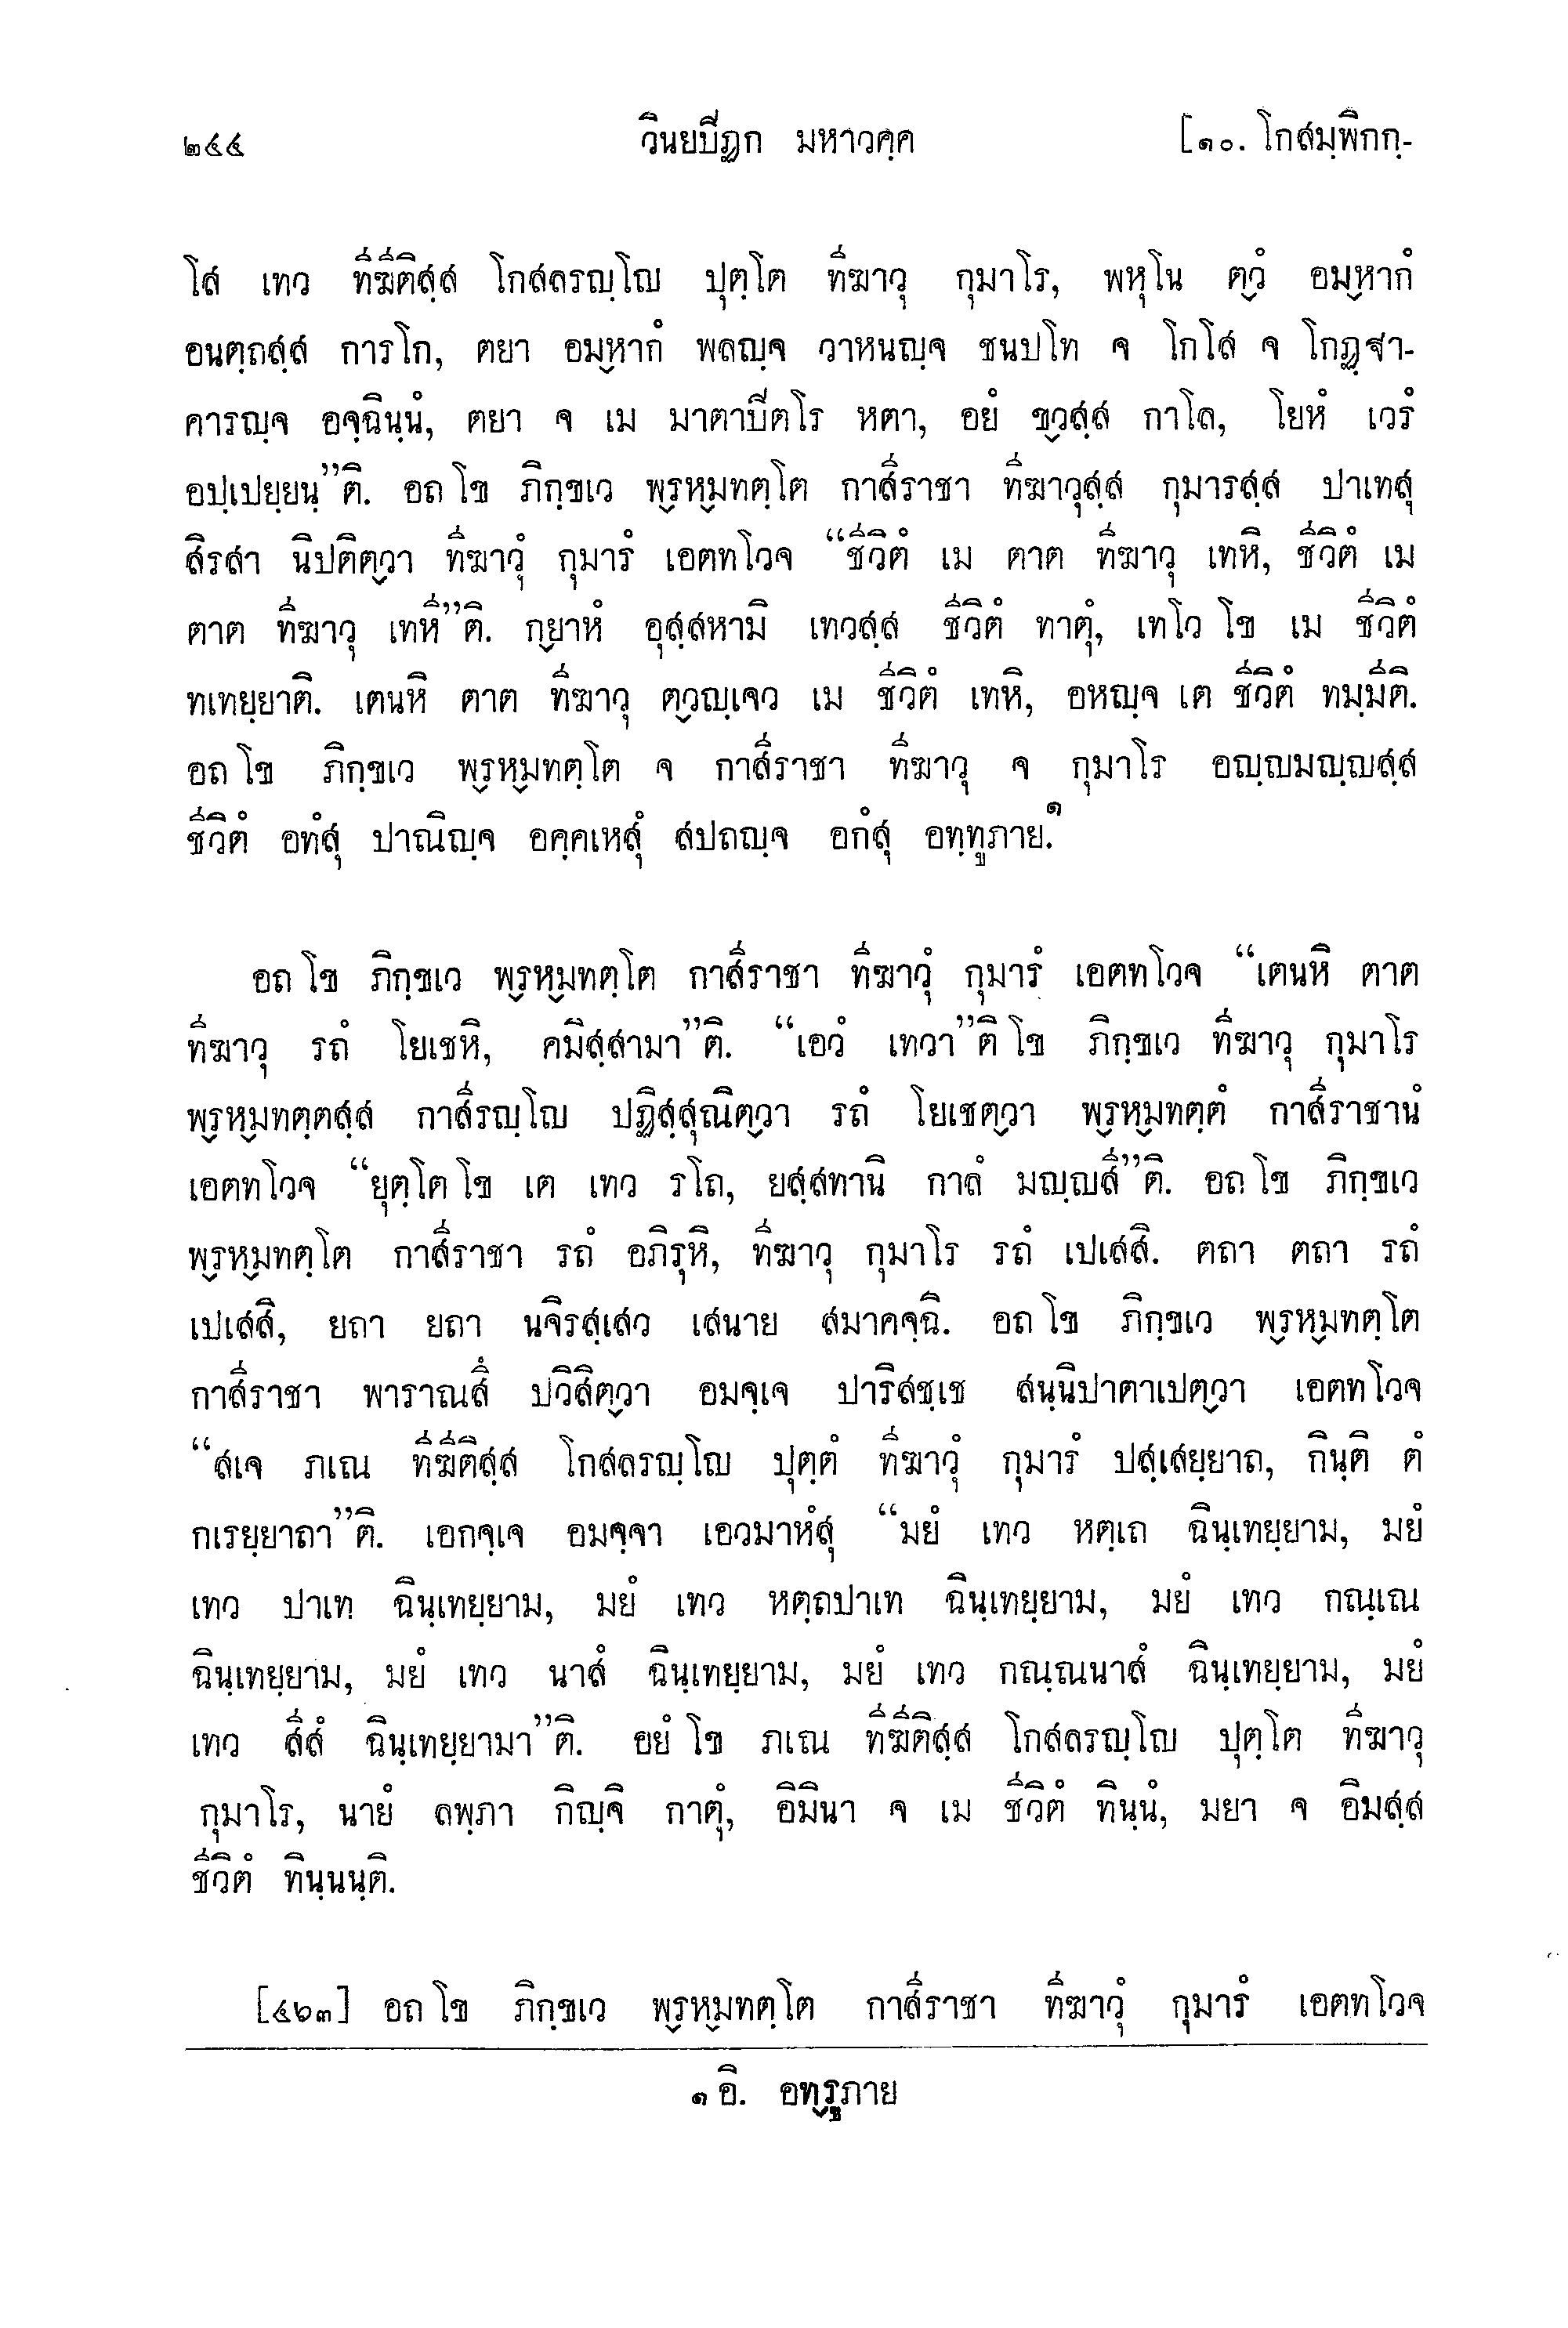 ๒๔๔ วินยปีฏก มหาวคฺค [๑๐. โกสมฺพิกกฺ-
โส เทว ทีฆีติสฺส โกสลรญฺโญ ปุตฺโต ทีฆาวุ กุมาโร, พหุโน ตฺวํ อมฺหากํ
อนตฺถสฺส การโก, ตยา อมฺหากํ พลญฺจ วาหนญฺจ ชนปโท จ โกโส จ โกฏฺฐา-
คารญฺจ อจฺฉินฺนํ, ตยา จ เม มาตาปีตโร หตา, อยํ ขฺวสฺส กาโล, โยหํ เวรํ
อปฺเปยฺยนฺ”ติ. อถ โข ภิกฺขเว พฺรหฺมทตฺโต กาสีราชา ทีฆาวุสฺส กุมารสฺส ปาเทสุ
สิรสา นิปติตฺวา ทีฆาวุํ กุมารํ เอตทโวจ “ชีวิตํ เม ตาต ทีฆาวุ เทหิ, ชีวิตํ เม
ตาต ทีฆาวุ เทหี”ติ. กฺยาหํ อุสฺสหามิ เทวสฺส ชีวิตํ ทาตุํ, เทโว โข เม ชีวิตํ
ทเทยฺยาติ. เตนหิ ตาต ทีฆาวุ ตฺวญฺเจว เม ชีวิตํ เทหิ, อหญฺจ เต ชีวิตํ ทมฺมีติ.
อถ โข ภิกฺขเว พฺรหฺมทตฺโต จ กาสีราชา ทีฆาวุ จ กุมาโร อญฺญมญฺญสฺส
ชีวิตํ อทํสุ ปาณิญฺจ อคฺคเหสุํ สปถญฺจ อกํสุ อทฺทูภาย.๑
อถ โข ภิกฺขเว พฺรหฺมทตฺโต กาสีราชา ทีฆาวุํ กุมารํ เอตทโวจ “เตนหิ ตาต
ทีฆาวุ รถํ โยเชหิ, คมิสฺสามา”ติ. “เอวํ เทวา”ติ โข ภิกฺขเว ทีฆาวุ กุมาโร
พฺรหฺมทตฺตสฺส กาสีรญฺโญ ปฏิสฺสุณิตฺวา รถํ โยเชตฺวา พฺรหฺมทตฺตํ กาสีราชานํ
เอตทโวจ “ยุตฺโต โข เต เทว รโถ, ยสฺสทานิ กาลํ มญฺญสี”ติ. อถ โข ภิกฺขเว
พฺรหฺมทตฺโต กาสีราชา รถํ อภิรุหิ, ทีฆาวุ กุมาโร รถํ เปเสสิ. ตถา ตถา รถํ
เปเสสิ, ยถา ยถา นจิรสฺเสว เสนาย สมาคจฺฉิ. อถ โข ภิกฺขเว พฺรหฺมทตฺโต
กาสีราชา พาราณสึ ปวิสิตฺวา อมจฺเจ ปาริสชฺเช สนฺนิปาตาเปตฺวา เอตทโวจ
“สเจ ภเณ ทีฆีติสฺส โกสลรญฺโญ ปุตฺตํ ทีฆาวุํ กุมารํ ปสฺเสยฺยาถ, กินฺติ ตํ
กเรยฺยาถา”ติ. เอกจฺเจ อมจฺจา เอวมาหํสุ “มยํ เทว หตฺเถ ฉินฺเทยฺยาม, มยํ
เทว ปาเท ฉินฺเทยฺยาม, มยํ เทว หตฺถปาเท ฉินฺเทยฺยาม, มยํ เทว กณฺเณ
ฉินฺเทยฺยาม, มยํ เทว นาสํ ฉินฺเทยฺยาม, มยํ เทว กณฺณนาสํ ฉินฺเทยฺยาม, มยํ
เทว สีสํ ฉินฺเทยฺยามา”ติ. อยํ โข ภเณ ทีฆีติสฺส โกสลรญฺโญ ปุตฺโต ทีฆาวุ
กุมาโร, นายํ ลพฺภา กิญฺจิ กาตุํ, อิมินา จ เม ชีวิตํ ทินฺนํ, มยา จ อิมสฺส
ชีวิตํ ทินฺนนฺติ.
[๔๖๓] อถ โข ภิกฺขเว พฺรหฺมทตฺโต กาสีราชา ทีฆาวุํ กุมารํ เอตทโวจ
๑ อิ. อทฺรูภาย